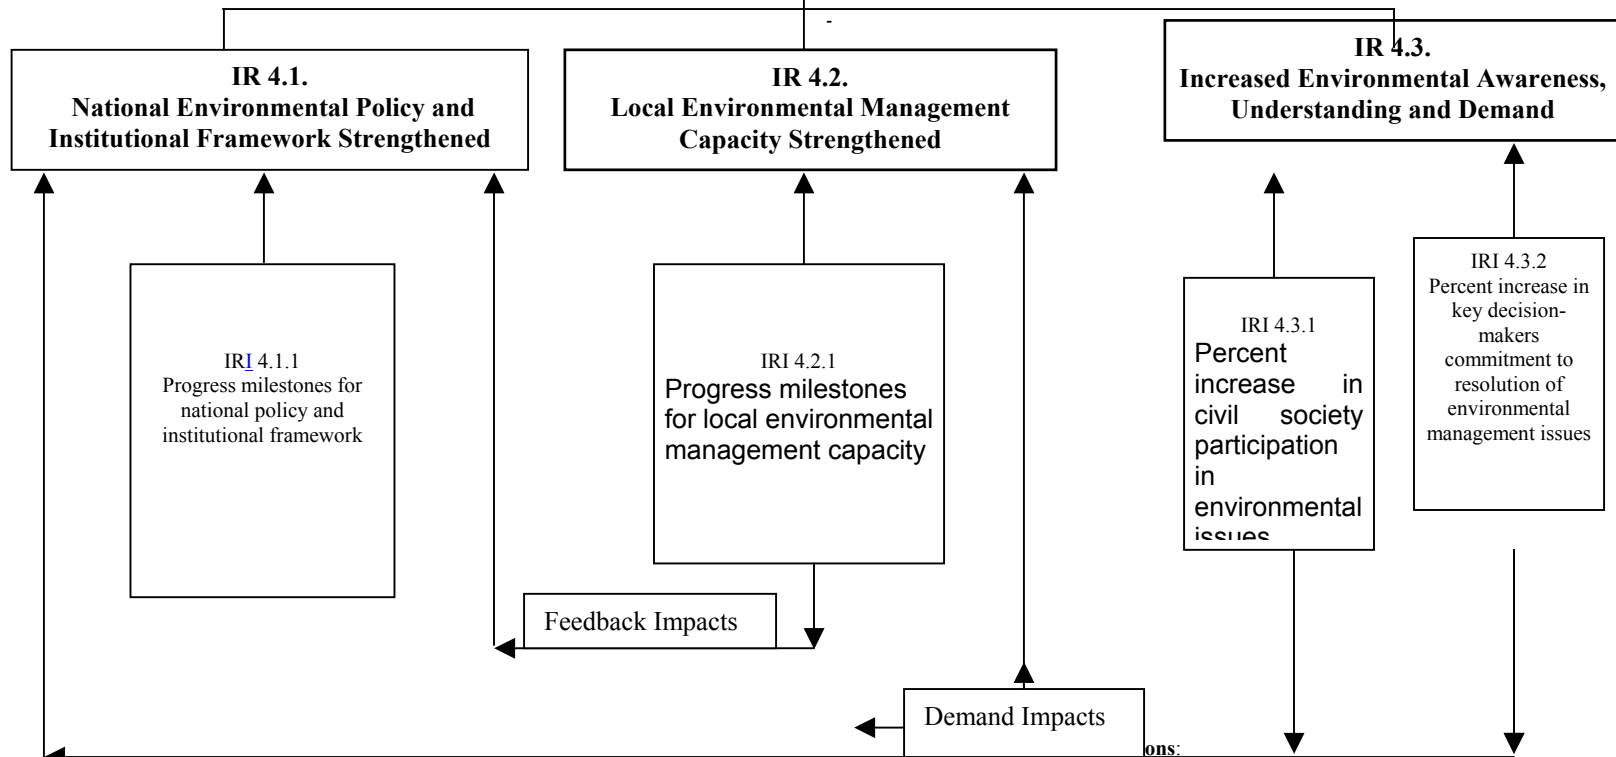 -
IR 4.1.
National Environmental Policy and
Institutional Framework Strengthened
IR 4.2.
Local Environmental Management
Capacity Strengthened
IR 4.3.
Increased Environmental Awareness,
Understanding and Demand
IRI 4.1.1
Progress milestones for
national policy and
institutional framework
IRI 4.2.1
Progress milestones
for local environmental
management capacity
IRI 4.3.1
Percent
increase in
civil society
participation
in
environmental
issues
IRI 4.3.2
Percent increase in
key decision-
makers
commitment to
resolution of
environmental
management issues
Feedback Impacts
Demand Impacts
ons: